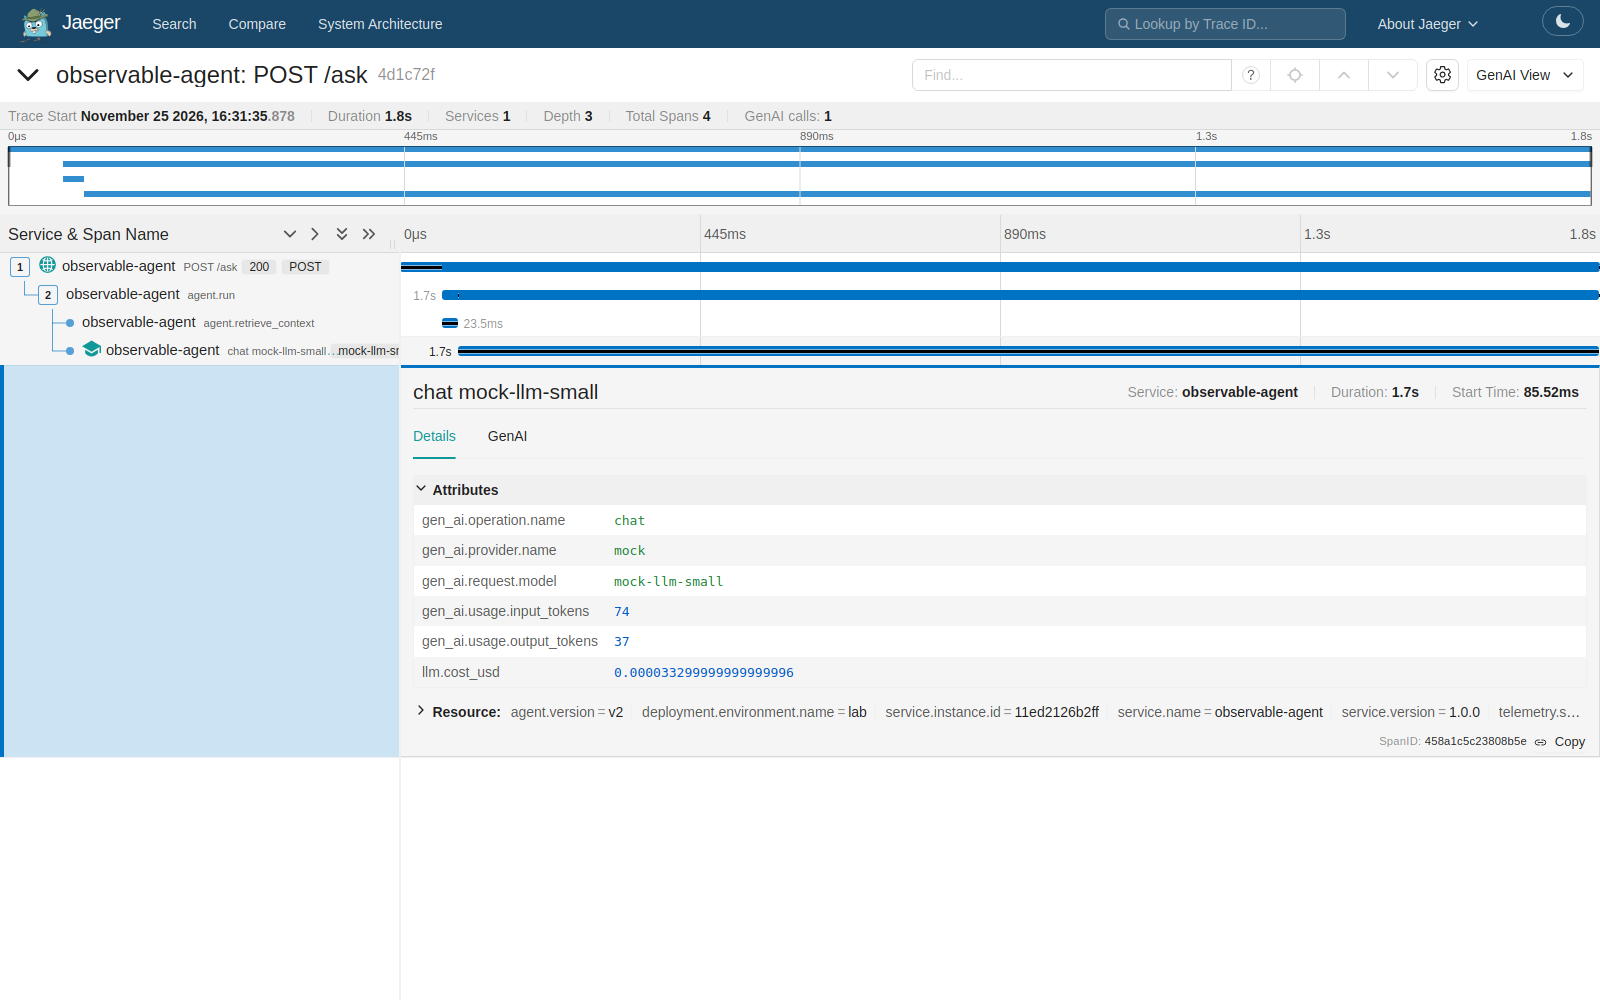 Jaeger Search Compare System Architecture Lookup by Trace ID... About Jaeger
observable-agent: POST /ask 4d1c72f Find... ? GenAI View
Trace Start November 25 2026, 16:31:35.878 Duration 1.8s Services 1 Depth 3 Total Spans 4 GenAI calls: 1
0μs 445ms 890ms 1.3s 1.8s
Service & Span Name 0μs 445ms 890ms 1.3s 1.8s
1 observable-agent POST /ask 200 POST
2 observable-agent agent.run 1.7s
observable-agent agent.retrieve_context 23.5ms
observable-agent chat mock-llm-small... mock-llm-sr 1.7s
chat mock-llm-small Service: observable-agent Duration: 1.7s Start Time: 85.52ms
Details GenAI
Attributes
gen_ai.operation.name chat
gen_ai.provider.name mock
gen_ai.request.model mock-llm-small
gen_ai.usage.input_tokens 74
gen_ai.usage.output_tokens 37
llm.cost_usd 0.000033299999999999996
Resource: agent.version = v2 deployment.environment.name = lab service.instance.id = 11ed2126b2ff service.name = observable-agent service.version = 1.0.0 telemetry.s...
SpanID: 458a1c5c23808b5e Copy